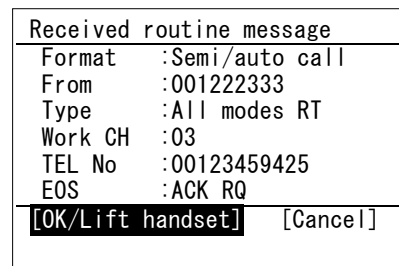 Received routine message
Format :Semi/auto call
From :001222333
Type :All modes RT
Work CH :03
TEL No :00123459425
EOS :ACK RQ
[OK/Lift handset] [Cancel]